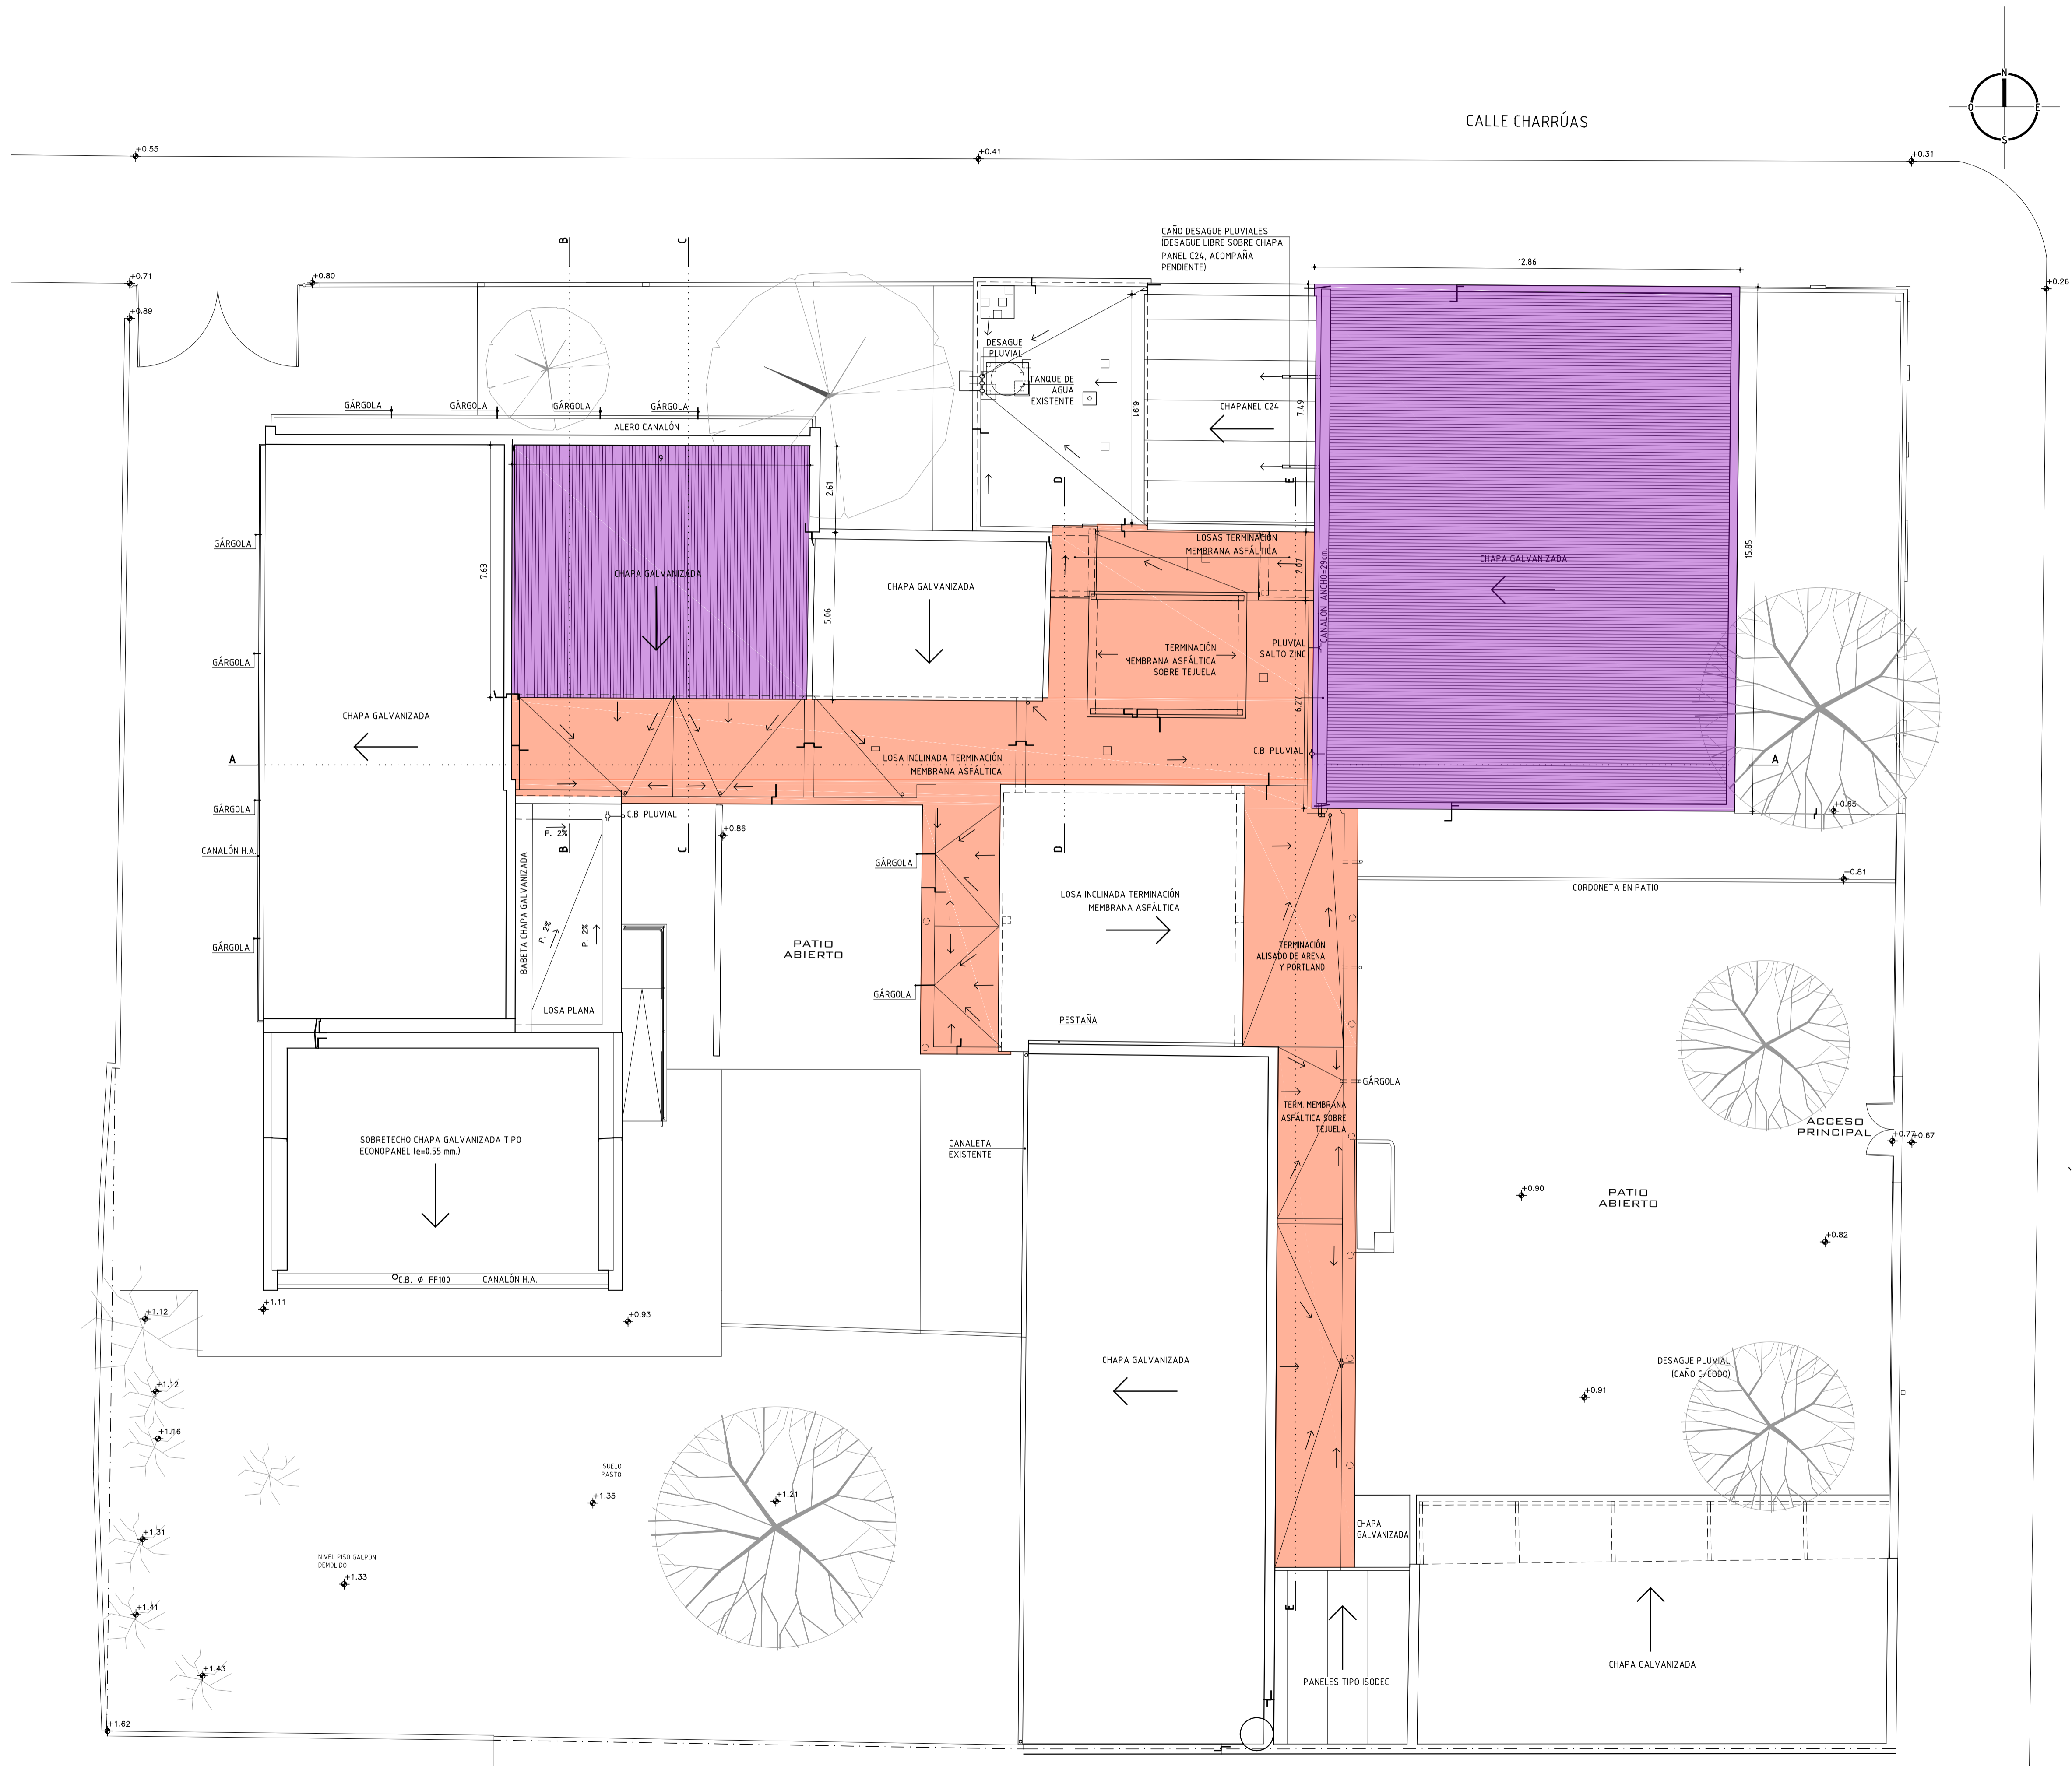 N
O
E
S
CALLE CHARRÚAS
+0.55
+0.41
+0.31
CAÑO DESAGUE PLUVIALES
(DESAGUE LIBRE SOBRE CHAPA
PANEL C24, ACOMPAÑA
PENDIENTE)
B
C
12.86
+0.71
+0.80
+0.26
+0.89
DESAGUE
PLUVIAL
TANQUE DE
AGUA
EXISTENTE
GÁRGOLA
GÁRGOLA
GÁRGOLA
GÁRGOLA
ALERO CANALÓN
6.91
CHAPANEL C24
7.49
9
2.61
D
E
GÁRGOLA
LOSAS TERMINACIÓN
MEMBRANA ASFÁLTICA
2.07
CANALÓN ANCHO=29cm.
CHAPA GALVANIZADA
15.85
7.63
CHAPA GALVANIZADA
CHAPA GALVANIZADA
5.06
TERMINACIÓN
MEMBRANA ASFÁLTICA
SOBRE TEJUELA
PLUVIAL
SALTO ZINC
GÁRGOLA
6.27
CHAPA GALVANIZADA
C.B. PLUVIAL
A
A
LOSA INCLINADA TERMINACIÓN
MEMBRANA ASFÁLTICA
GÁRGOLA
C.B. PLUVIAL
+0.65
P. 2%
+0.86
B
C
D
CANALÓN H.A.
BABETA CHAPA GALVANIZADA
GÁRGOLA
+0.81
CORDONETA EN PATIO
LOSA INCLINADA TERMINACIÓN
MEMBRANA ASFÁLTICA
P. 2%
P. 2%
GÁRGOLA
PATIO
ABIERTO
TERMINACIÓN
ALISADO DE ARENA
Y PORTLAND
GÁRGOLA
LOSA PLANA
PESTAÑA
GÁRGOLA
TERM. MEMBRANA
ASFÁLTICA SOBRE
TEJUELA
ACCESO
PRINCIPAL
+0.77
+0.67
SOBRETECHO CHAPA GALVANIZADA TIPO
ECONOPANEL (e=0.55 mm.)
CANALETA
EXISTENTE
+0.90
PATIO
ABIERTO
+0.82
C.B. Ø FF100
CANALÓN H.A.
+1.11
+0.93
+1.12
CHAPA GALVANIZADA
DESAGUE PLUVIAL
(CAÑO C/CODO)
+1.12
+0.91
+1.16
SUELO
PASTO
+1.35
+1.21
+1.31
CHAPA
GALVANIZADA
NIVEL PISO GALPON
DEMOLIDO
+1.33
+1.41
E
+1.43
CHAPA GALVANIZADA
PANELES TIPO ISODEC
+1.62